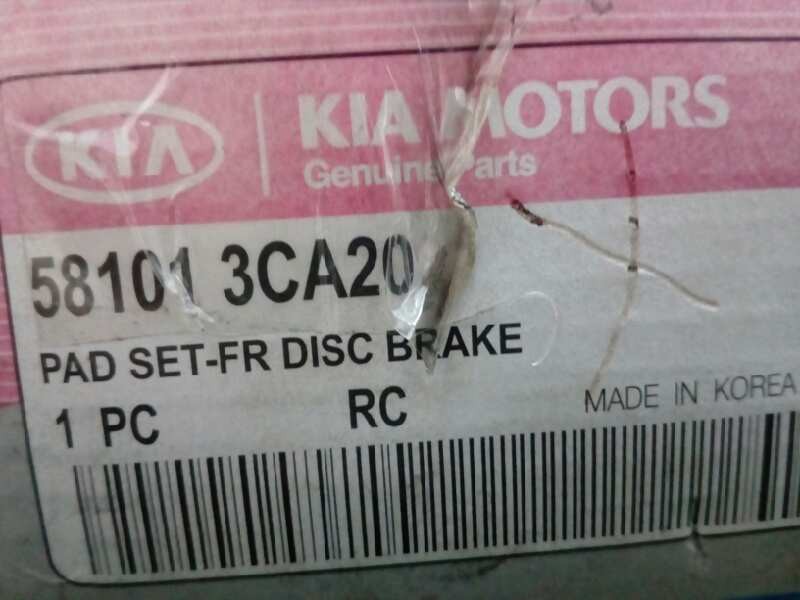 KIA
KIA MOTORS
Genuine Parts
58101 3CA20
PAD SET-FR DISC BRAKE
1 PC RC
MADE IN KOREA